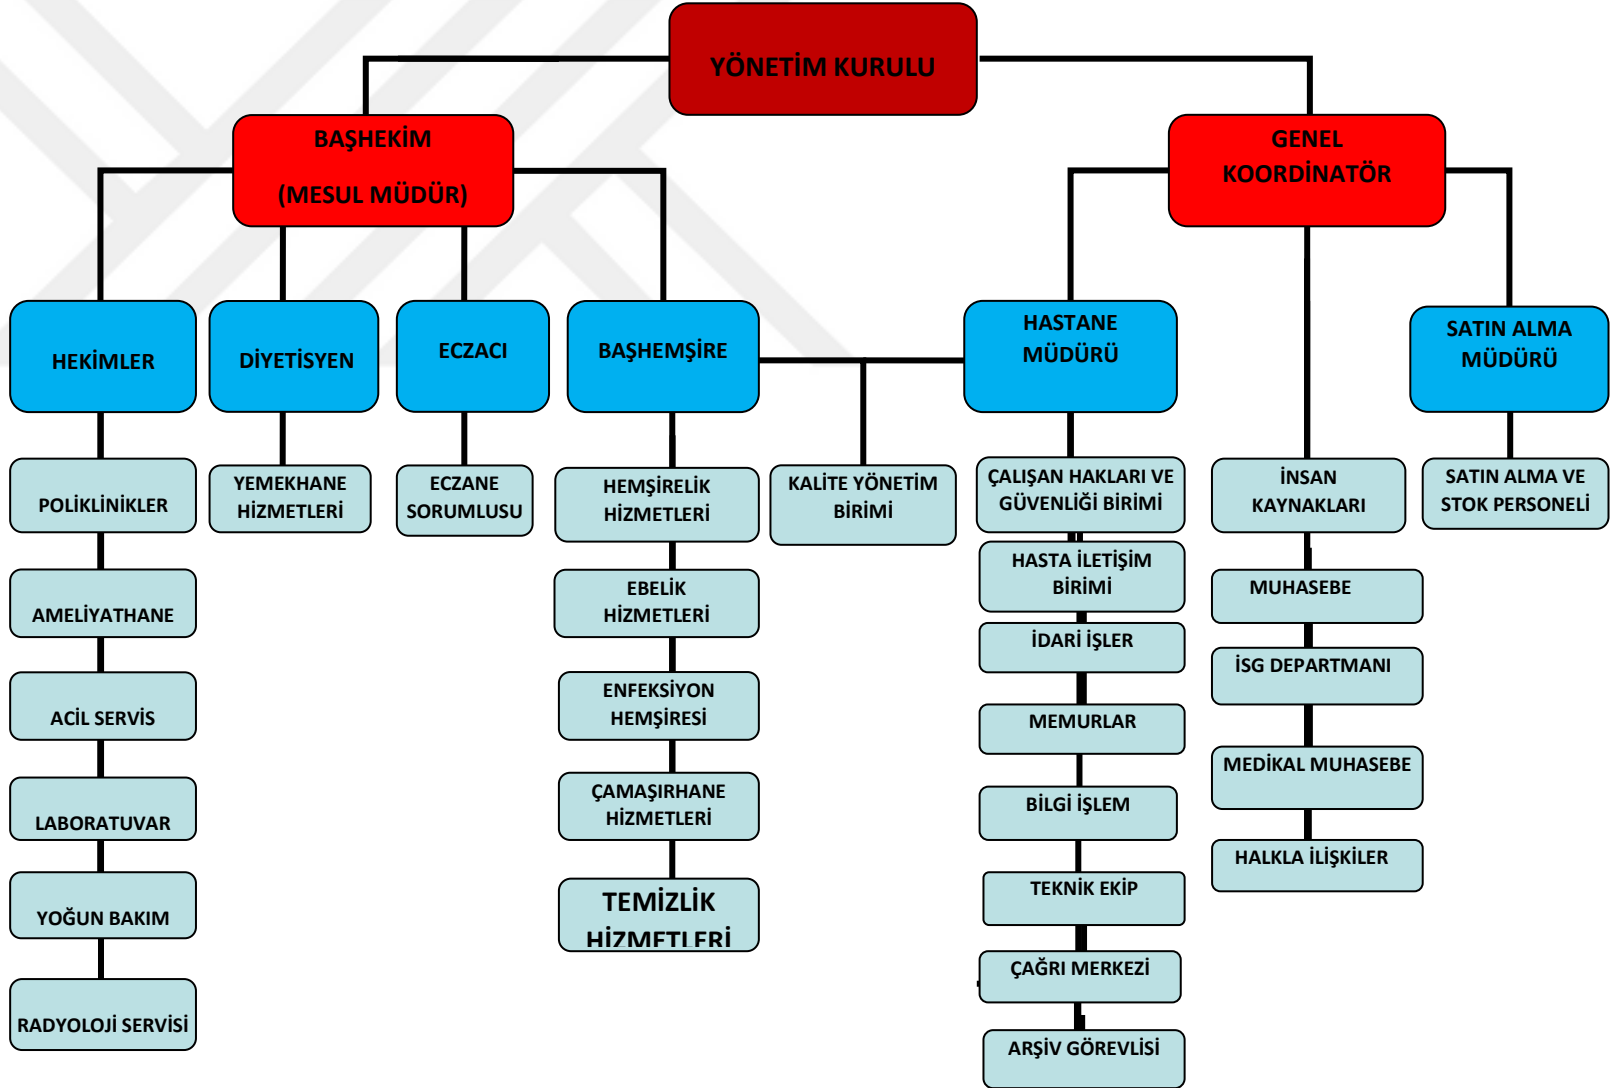 YÖNETİM KURULU
BAŞHEKİM
(MESUL MÜDÜR)
GENEL
KOORDİNATÖR
HEKİMLER
DİYETİSYEN
ECZACI
BAŞHEMŞİRE
HASTANE
MÜDÜRÜ
SATIN ALMA
MÜDÜRÜ
POLİKLİNİKLER
AMELİYATHANE
ACİL SERVİS
LABORATUVAR
YOĞUN BAKIM
RADYOLOJİ SERVİSİ
YEMEKHANE
HİZMETLERİ
ECZANE
SORUMLUSU
HEMŞİRELİK
HİZMETLERİ
EBELİK
HİZMETLERİ
ENFEKSİYON
HEMŞİRESİ
ÇAMAŞIRHANE
HİZMETLERİ
TEMİZLİK
HİZMETLERİ
KALİTE YÖNETİM
BİRİMİ
ÇALIŞAN HAKLARI VE
GÜVENLİĞİ BİRİMİ
HASTA İLETİŞİM
BİRİMİ
İDARİ İŞLER
MEMURLAR
BİLGİ İŞLEM
TEKNİK EKİP
ÇAĞRI MERKEZİ
ARŞİV GÖREVLİSİ
İNSAN
KAYNAKLARI
MUHASEBE
İSG DEPARTMANI
MEDİKAL MUHASEBE
HALKLA İLİŞKİLER
SATIN ALMA VE
STOK PERSONELİ